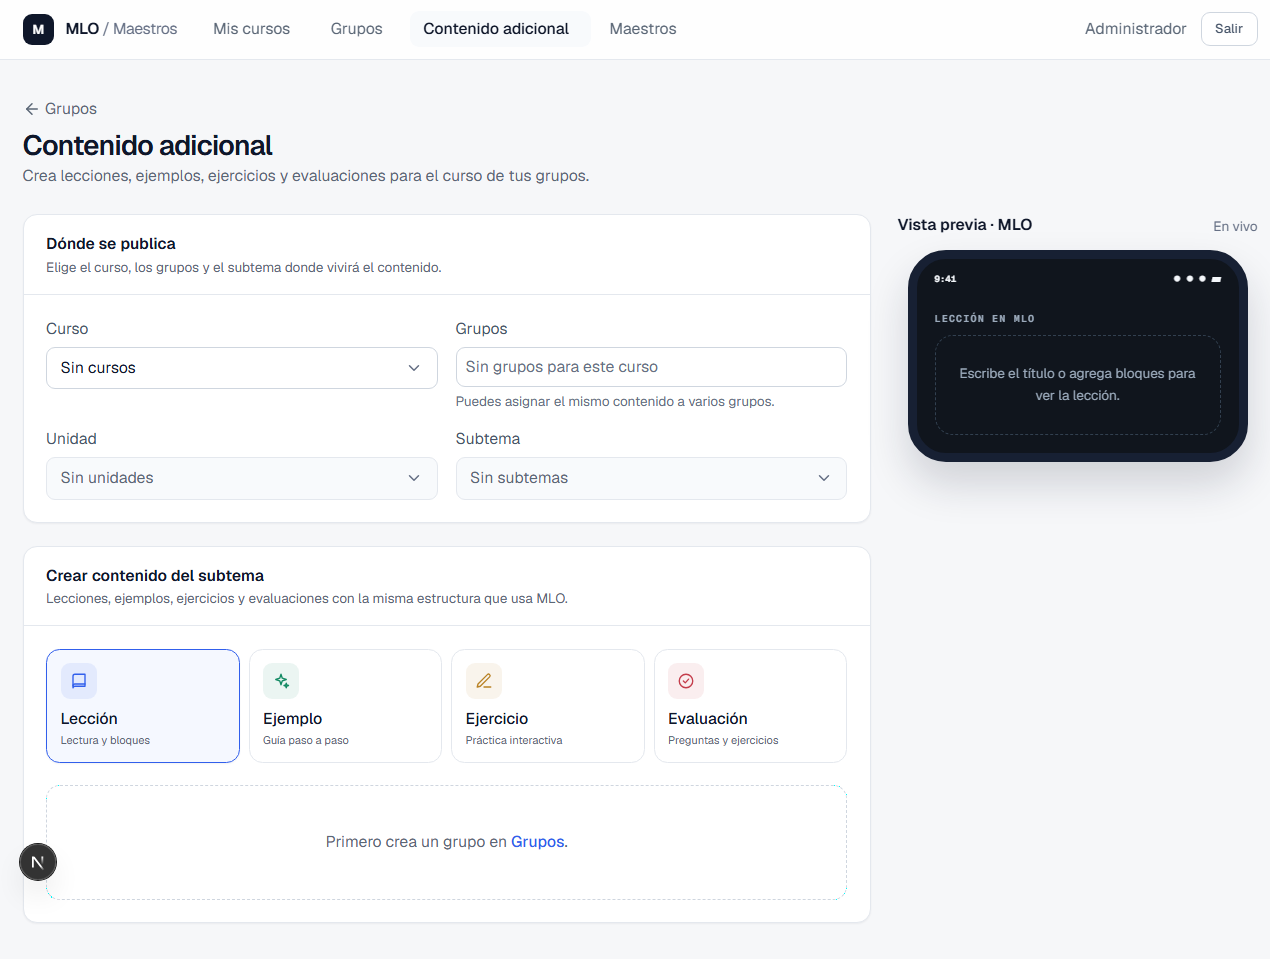 M MLO / Maestros Mis cursos Grupos Contenido adicional Maestros Administrador Salir
← Grupos
Contenido adicional
Crea lecciones, ejemplos, ejercicios y evaluaciones para el curso de tus grupos.
Dónde se publica
Elige el curso, los grupos y el subtema donde vivirá el contenido.
Curso
Sin cursos
Grupos
Sin grupos para este curso
Puedes asignar el mismo contenido a varios grupos.
Unidad
Sin unidades
Subtema
Sin subtemas
Crear contenido del subtema
Lecciones, ejemplos, ejercicios y evaluaciones con la misma estructura que usa MLO.
Lección
Lectura y bloques
Ejemplo
Guía paso a paso
Ejercicio
Práctica interactiva
Evaluación
Preguntas y ejercicios
Primero crea un grupo en Grupos.
N
Vista previa · MLO
En vivo
9:41
LECCIÓN EN MLO
Escribe el título o agrega bloques para
ver la lección.